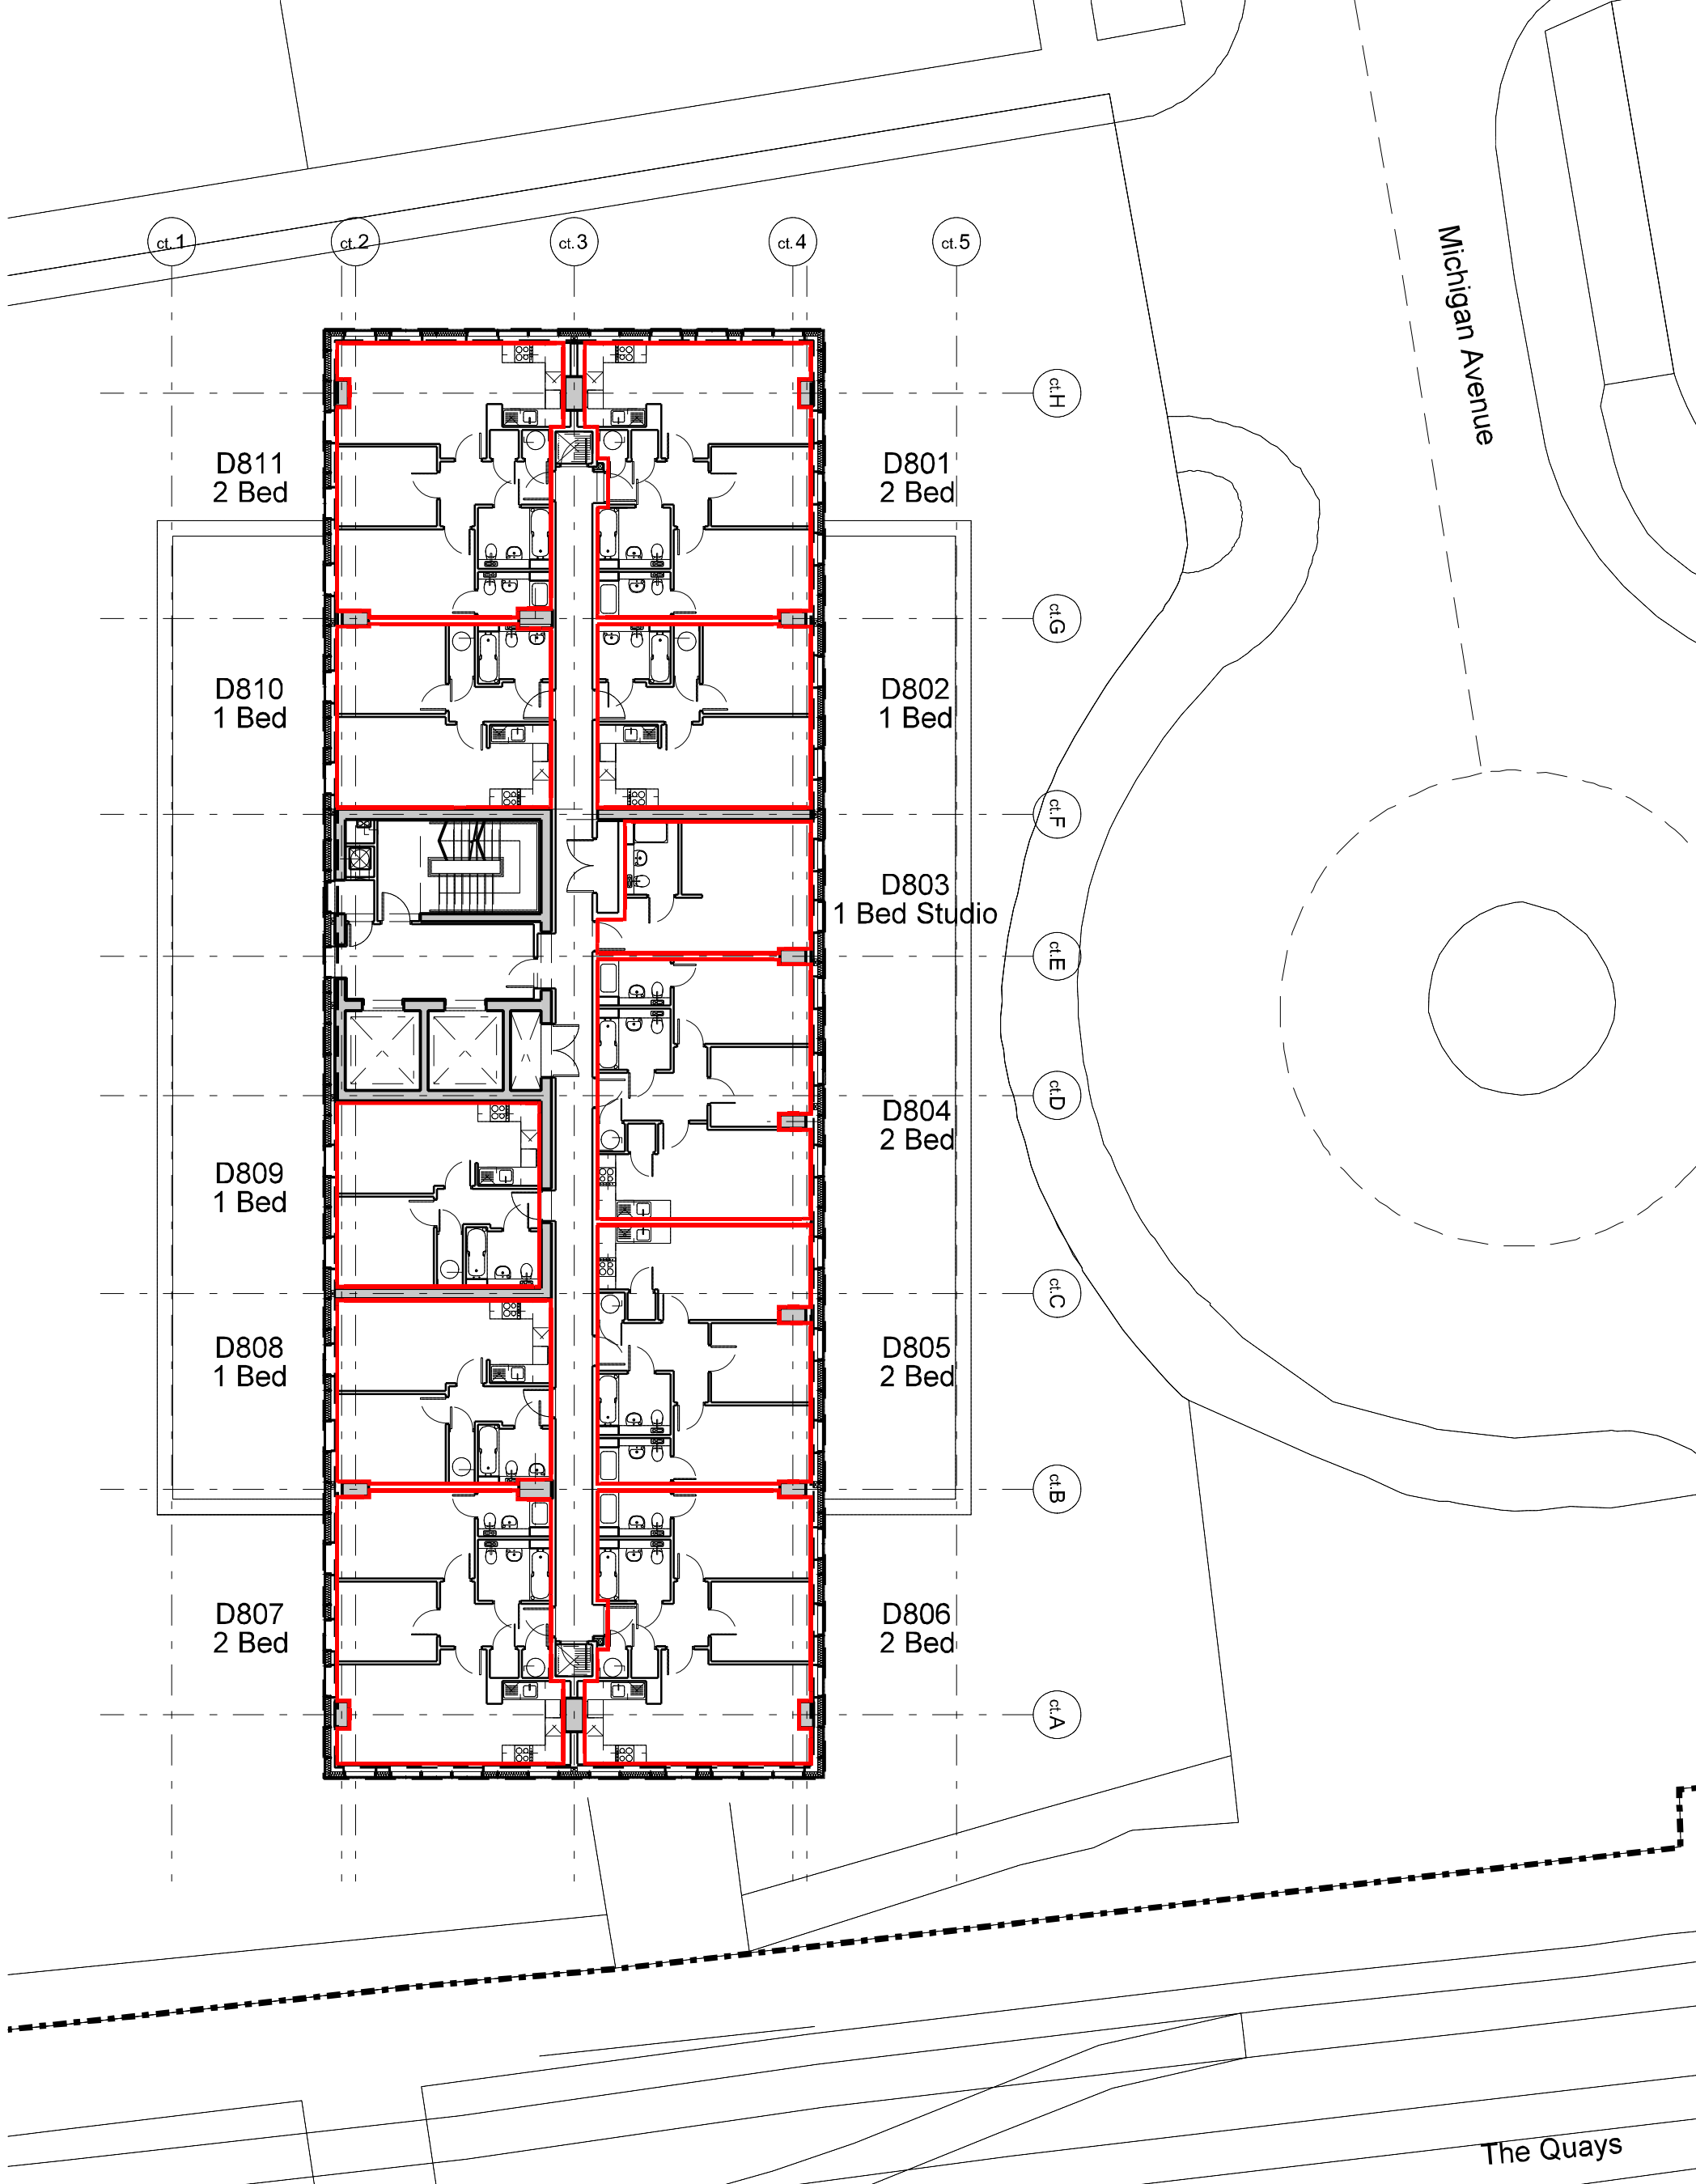 ct.1
ct.2
ct.3
ct.4
ct.5
Michigan Avenue
ct.H
D811
2 Bed
D801
2 Bed
ct.G
D810
1 Bed
D802
1 Bed
ct.F
D803
1 Bed Studio
ct.E
ct.D
D804
2 Bed
D809
1 Bed
ct.C
D808
1 Bed
D805
2 Bed
ct.B
D807
2 Bed
D806
2 Bed
ct.A
The Quays